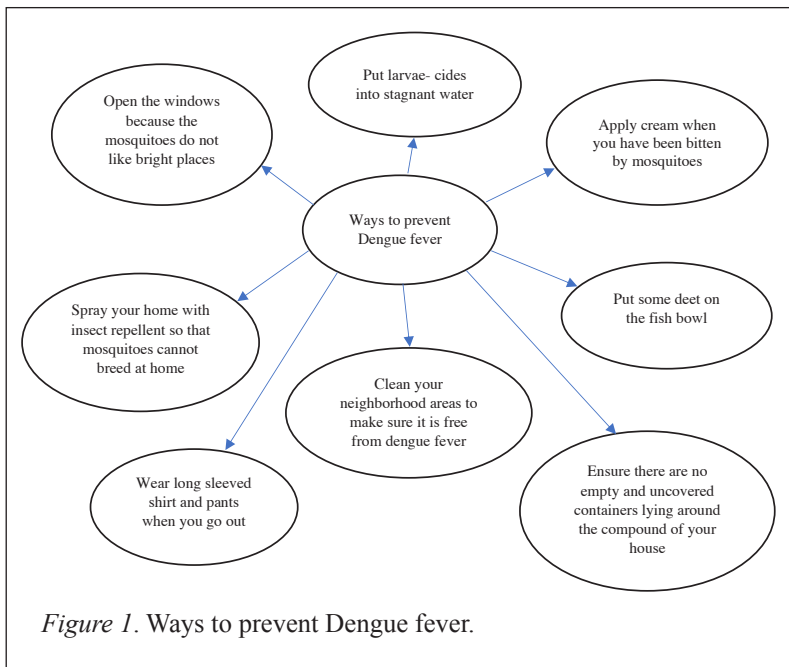 Put larvae- cides
into stagnant water
Open the windows
because the
mosquitoes do not
like bright places
Apply cream when
you have been bitten
by mosquitoes
Ways to prevent
Dengue fever
Spray your home with
insect repellent so that
mosquitoes cannot
breed at home
Put some deet on
the fish bowl
Clean your
neighborhood areas to
make sure it is free
from dengue fever
Wear long sleeved
shirt and pants
when you go out
Ensure there are no
empty and uncovered
containers lying around
the compound of your
house
Figure 1. Ways to prevent Dengue fever.